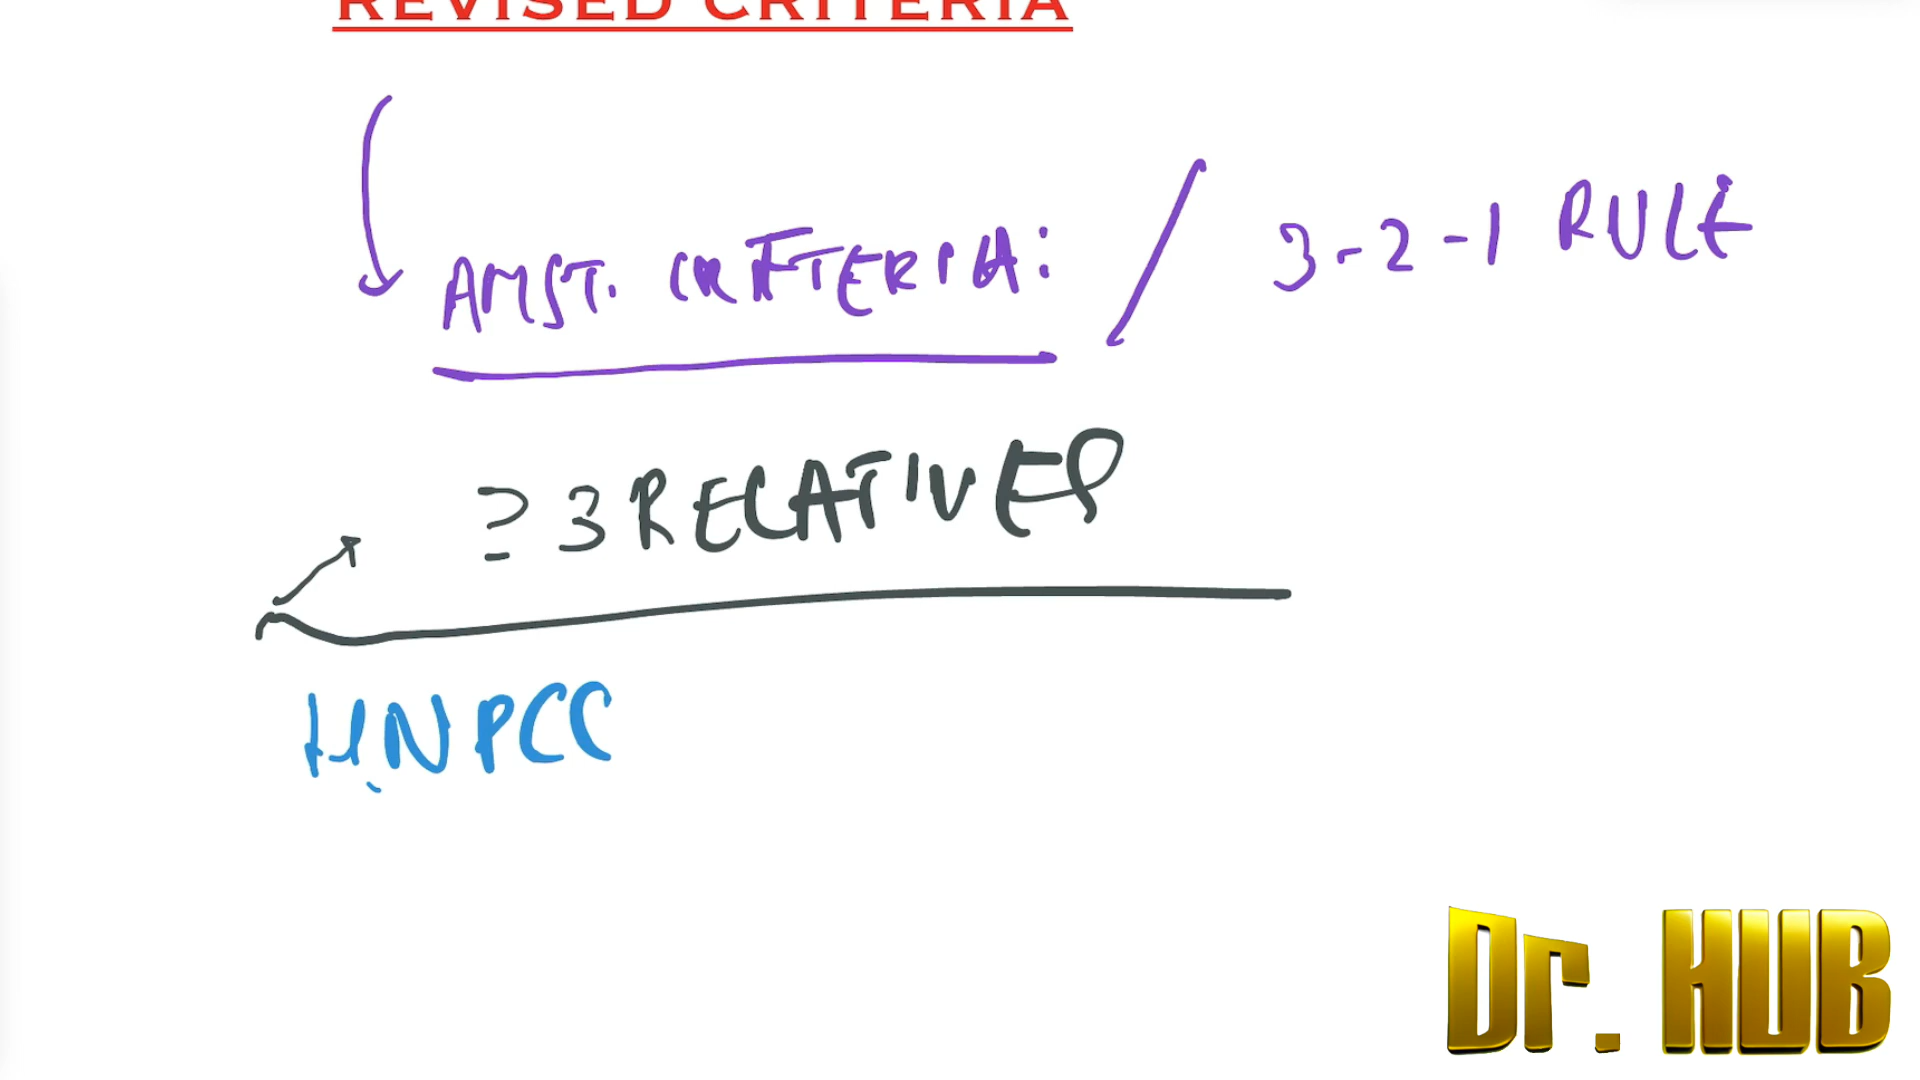 REVISED CRITERIA
AMST. CRITERIA: / 3-2-1 RULE
≥ 3 RELATIVES
HNPCC
Dr. HUB